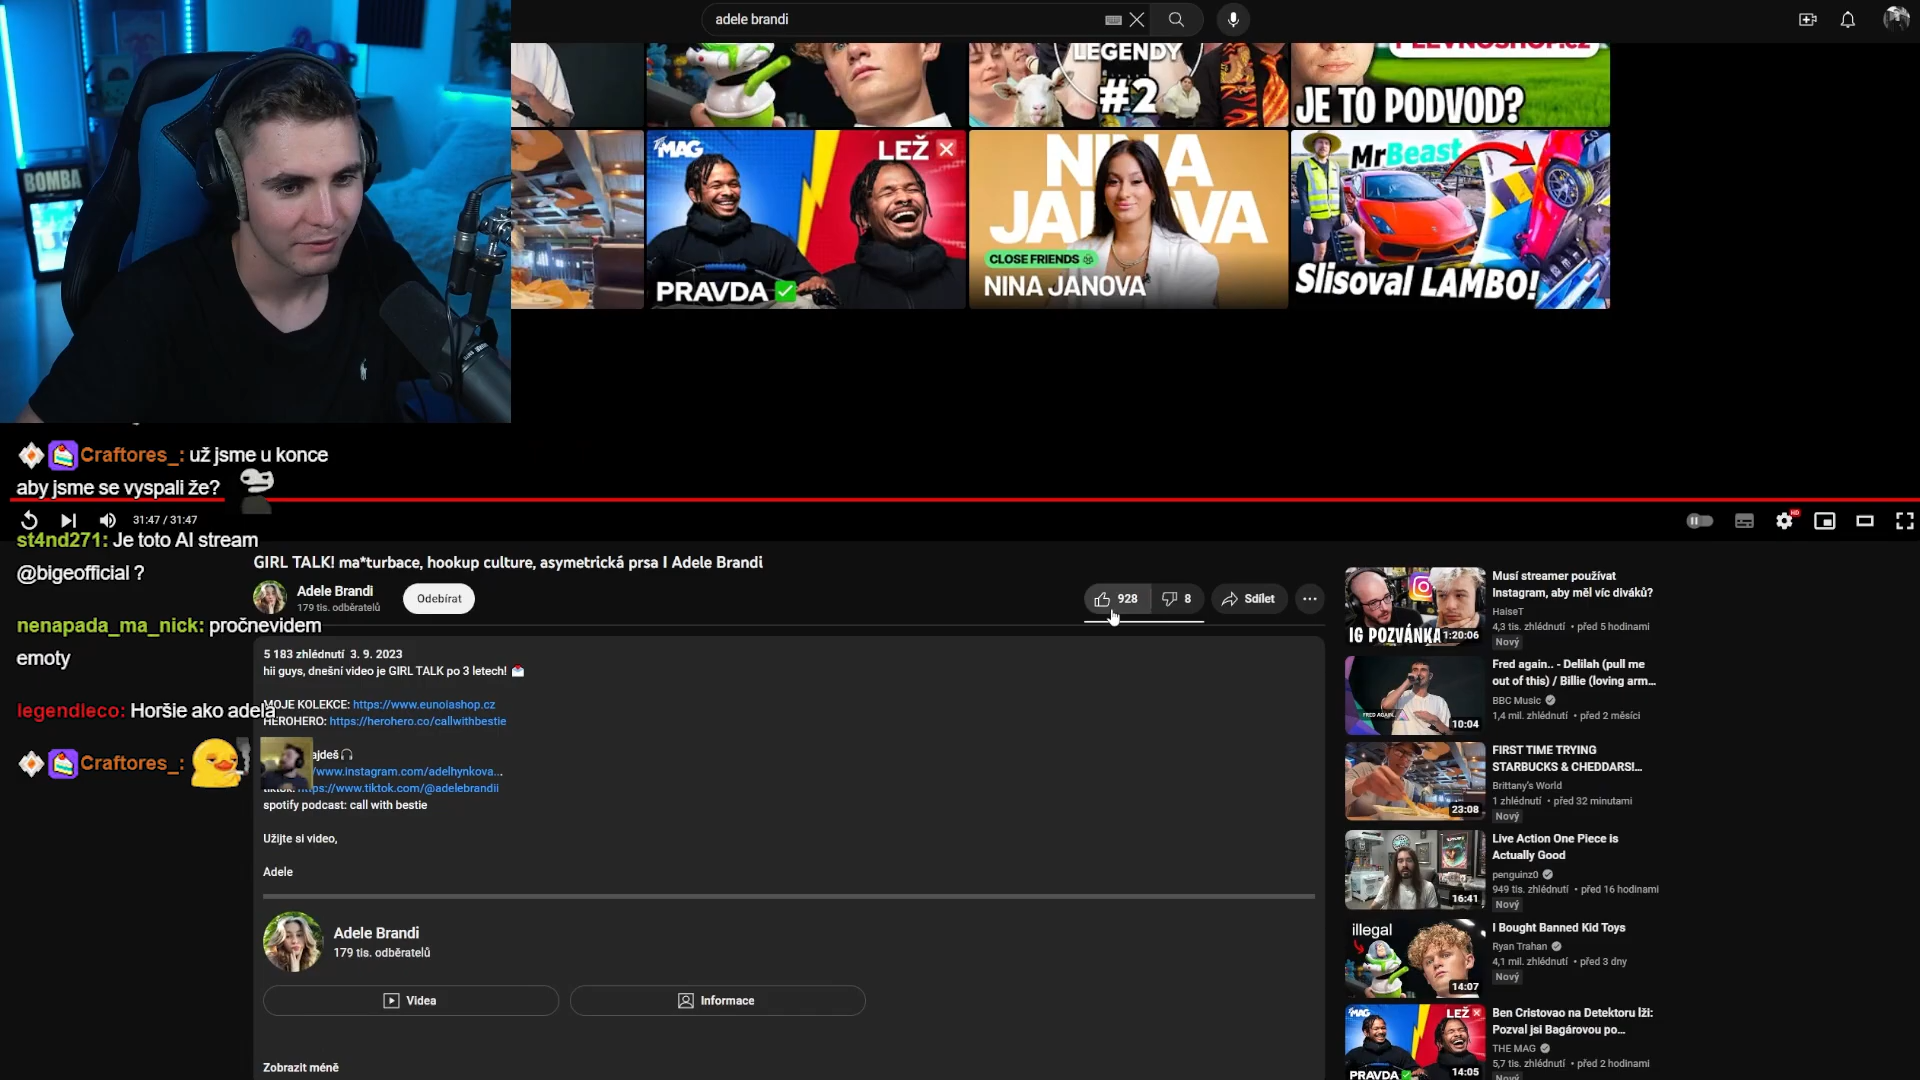 adele brandi
LEGENDY
#2
JE TO PODVOD?
BOMBA
MAG
LEŽ
PRAVDA
NINA
CLOSE FRIENDS
NINA JANOVA
MrBeast
Slisoval LAMBO!
Craftores_: už jsme u konce
aby jsme se vyspali že?
31:47 / 31:47
HD
st4nd271: Je toto AI stream
@bigeofficial ?
nenapada_ma_nick: pročnevidem
emoty
legendleco: Horšie ako adela
Craftores_:
GIRL TALK! ma*turbace, hookup culture, asymetrická prsa I Adele Brandi
Adele Brandi
179 tis. odběratelů
Odebírat
928
8
Sdílet
5 183 zhlédnutí 3. 9. 2023
hii guys, dnešní video je GIRL TALK po 3 letech!
MOJE KOLEKCE: https://www.eunoiashop.cz
HEROHERO: https://herohero.co/callwithbestie
ajdeš
/www.instagram.com/adelhynkova...
https://www.tiktok.com/@adelebrandii
spotify podcast: call with bestie
Užijte si video,
Adele
Adele Brandi
179 tis. odběratelů
Videa
Informace
Zobrazit méně
IG POZVÁNKA
1:20:06
Musí streamer používat
Instagram, aby měl víc diváků?
HaiseT
4,3 tis. zhlédnutí • před 5 hodinami
Nový
FRED AGAIN..
10:04
Fred again.. - Delilah (pull me
out of this) / Billie (loving arm...
BBC Music
1,4 mil. zhlédnutí • před 2 měsíci
23:08
FIRST TIME TRYING
STARBUCKS & CHEDDARS!...
Brittany's World
1 zhlédnutí • před 32 minutami
Nový
16:41
Live Action One Piece is
Actually Good
penguinz0
949 tis. zhlédnutí • před 16 hodinami
Nový
illegal
14:07
I Bought Banned Kid Toys
Ryan Trahan
4,1 mil. zhlédnutí • před 3 dny
Nový
MAG
LEŽ
PRAVDA
14:05
Ben Cristovao na Detektoru lži:
Pozval jsi Bagárovou po...
THE MAG
5,7 tis. zhlédnutí • před 2 hodinami
Nový